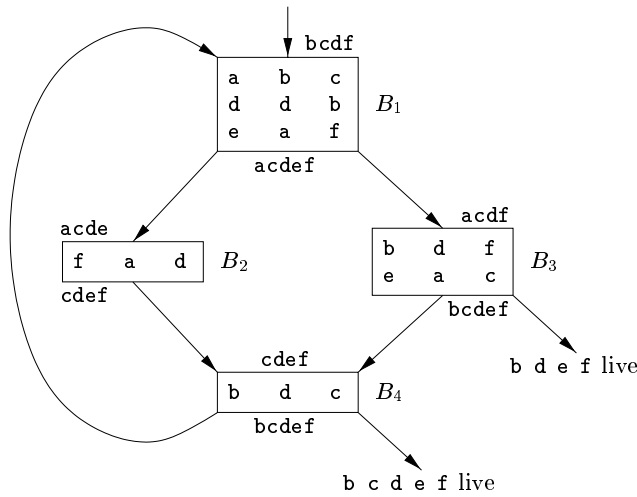 bcdf
a b c
d d b
e a f
B1
acdef
acde
f a d
B2
cdef
acdf
b d f
e a c
B3
bcdef
b d e f live
cdef
b d c
B4
bcdef
b c d e f live